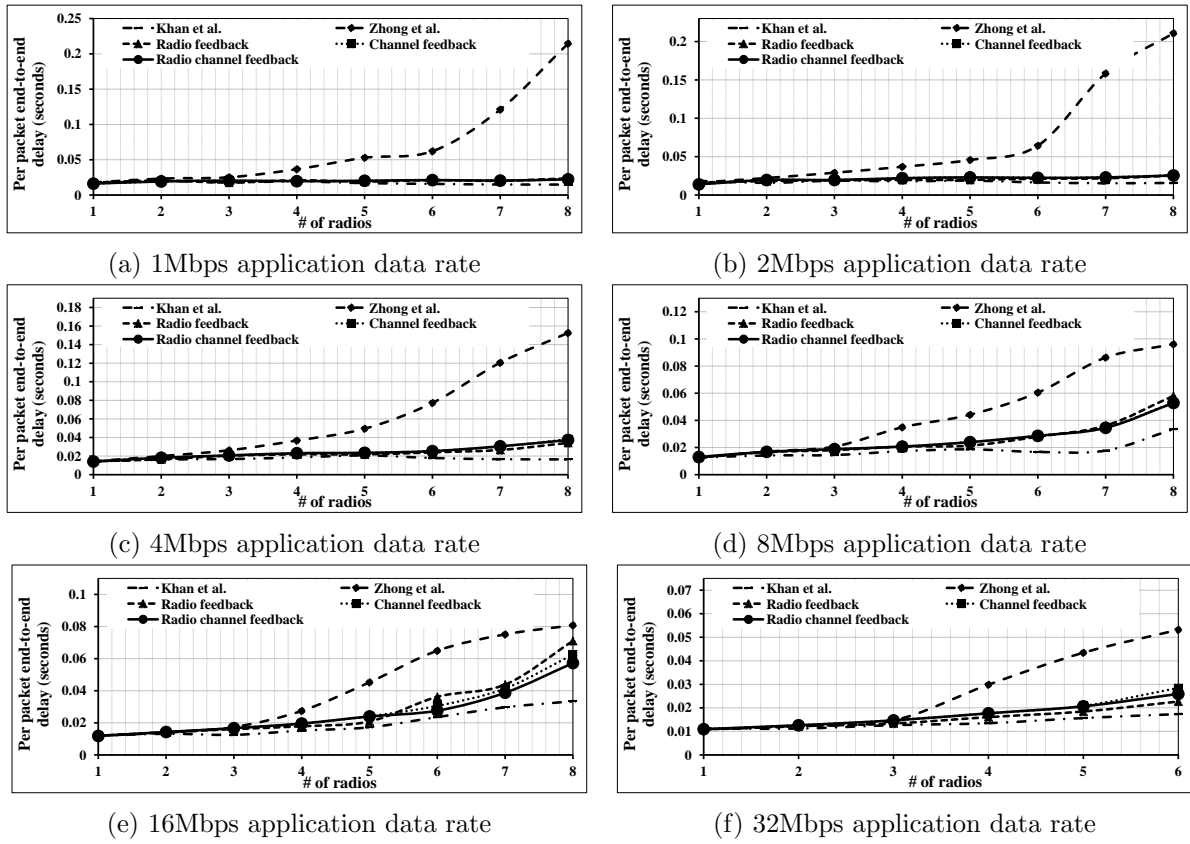 0.25
0.2
0.15
0.1
0.05
0
Per packet end-to-end
delay (seconds)
Khan et al.
Zhong et al.
Radio feedback
Channel feedback
Radio channel feedback
1 2 3 4 5 6 7 8
# of radios
(a) 1Mbps application data rate
0.2
0.15
0.1
0.05
0
Per packet end-to-end
delay (seconds)
Khan et al.
Zhong et al.
Radio feedback
Channel feedback
Radio channel feedback
1 2 3 4 5 6 7 8
# of radios
(b) 2Mbps application data rate
0.18
0.16
0.14
0.12
0.1
0.08
0.06
0.04
0.02
0
Per packet end-to-end
delay (seconds)
Khan et al.
Zhong et al.
Radio feedback
Channel feedback
Radio channel feedback
1 2 3 4 5 6 7 8
# of radios
(c) 4Mbps application data rate
0.12
0.1
0.08
0.06
0.04
0.02
0
Per packet end-to-end
delay (seconds)
Khan et al.
Zhong et al.
Radio feedback
Channel feedback
Radio channel feedback
1 2 3 4 5 6 7 8
# of radios
(d) 8Mbps application data rate
0.1
0.08
0.06
0.04
0.02
0
Per packet end-to-end
delay (seconds)
Khan et al.
Zhong et al.
Radio feedback
Channel feedback
Radio channel feedback
1 2 3 4 5 6 7 8
# of radios
(e) 16Mbps application data rate
0.07
0.06
0.05
0.04
0.03
0.02
0.01
0
Per packet end-to-end
delay (seconds)
Khan et al.
Zhong et al.
Radio feedback
Channel feedback
Radio channel feedback
1 2 3 4 5 6
# of radios
(f) 32Mbps application data rate